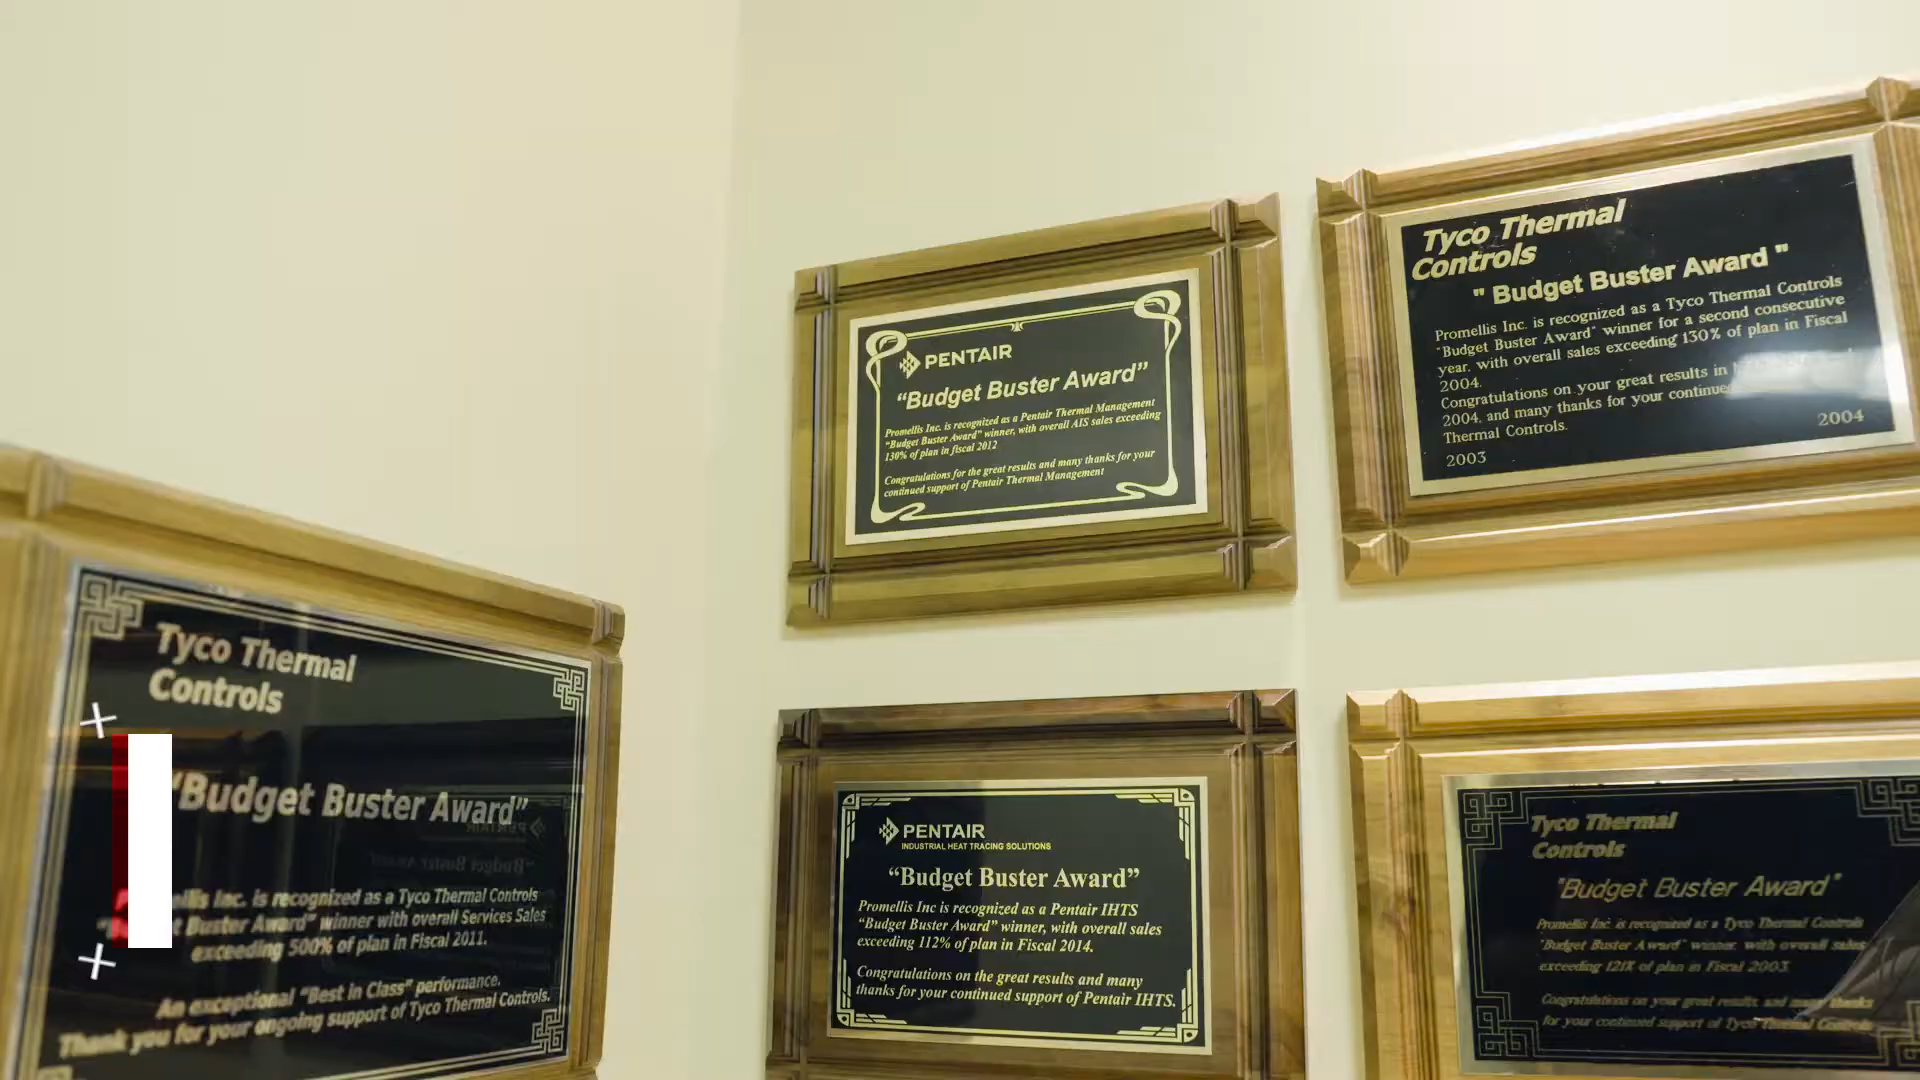 Tyco Thermal
Controls
"Budget Buster Award"
is recognized as a Tyco Thermal Controls
Buster Award" winner with overall Services Sales
exceeding 500% of plan in Fiscal 2011.
An exceptional "Best in Class" performance.
Thank you for your ongoing support of Tyco Thermal Controls.
PENTAIR
“Budget Buster Award”
Promellis Inc. is recognized as a Pentair Thermal Management
“Budget Buster Award” winner, with overall AIS sales exceeding
130% of plan in fiscal 2012
Congratulations for the great results and many thanks for your
continued support of Pentair Thermal Management
Tyco Thermal
Controls
" Budget Buster Award "
Promellis Inc. is recognized as a Tyco Thermal Controls
"Budget Buster Award" winner for a second consecutive
year, with overall sales exceeding 130% of plan in Fiscal
2004.
Congratulations on your great results in
2004, and many thanks for your continued
Thermal Controls.
2003
2004
PENTAIR
INDUSTRIAL HEAT TRACING SOLUTIONS
“Budget Buster Award”
Promellis Inc is recognized as a Pentair IHTS
“Budget Buster Award” winner, with overall sales
exceeding 112% of plan in Fiscal 2014.
Congratulations on the great results and many
thanks for your continued support of Pentair IHTS.
Tyco Thermal
Controls
"Budget Buster Award"
Promellis Inc. is recognized as a Tyco Thermal Controls
"Budget Buster Award" winner, with overall sales
exceeding 121% of plan in Fiscal 2003.
Congratulations on your great results, and many thanks
for your continued support of Tyco Thermal Controls.